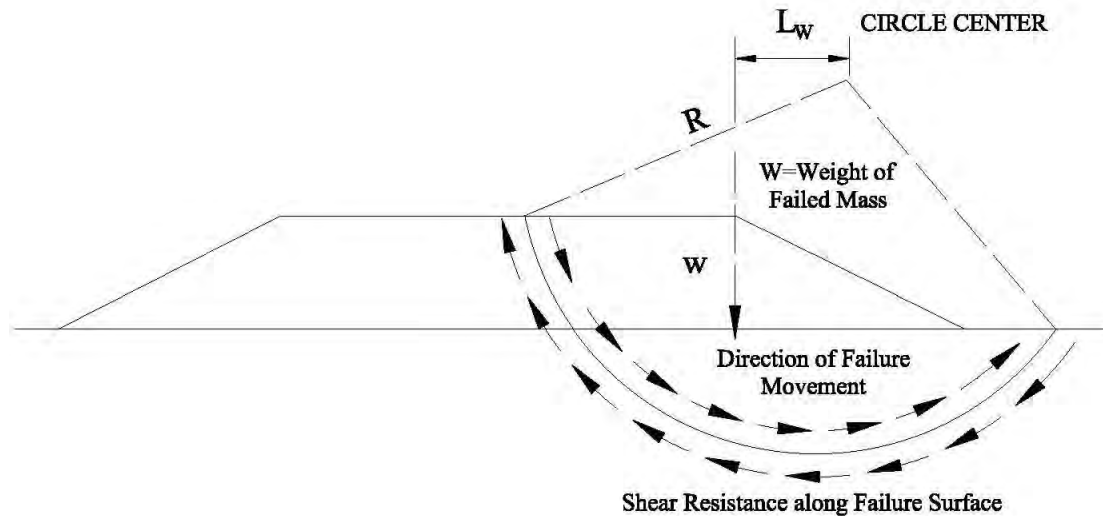 L_W
CIRCLE CENTER
R
W=Weight of
Failed Mass
W
Direction of Failure
Movement
Shear Resistance along Failure Surface